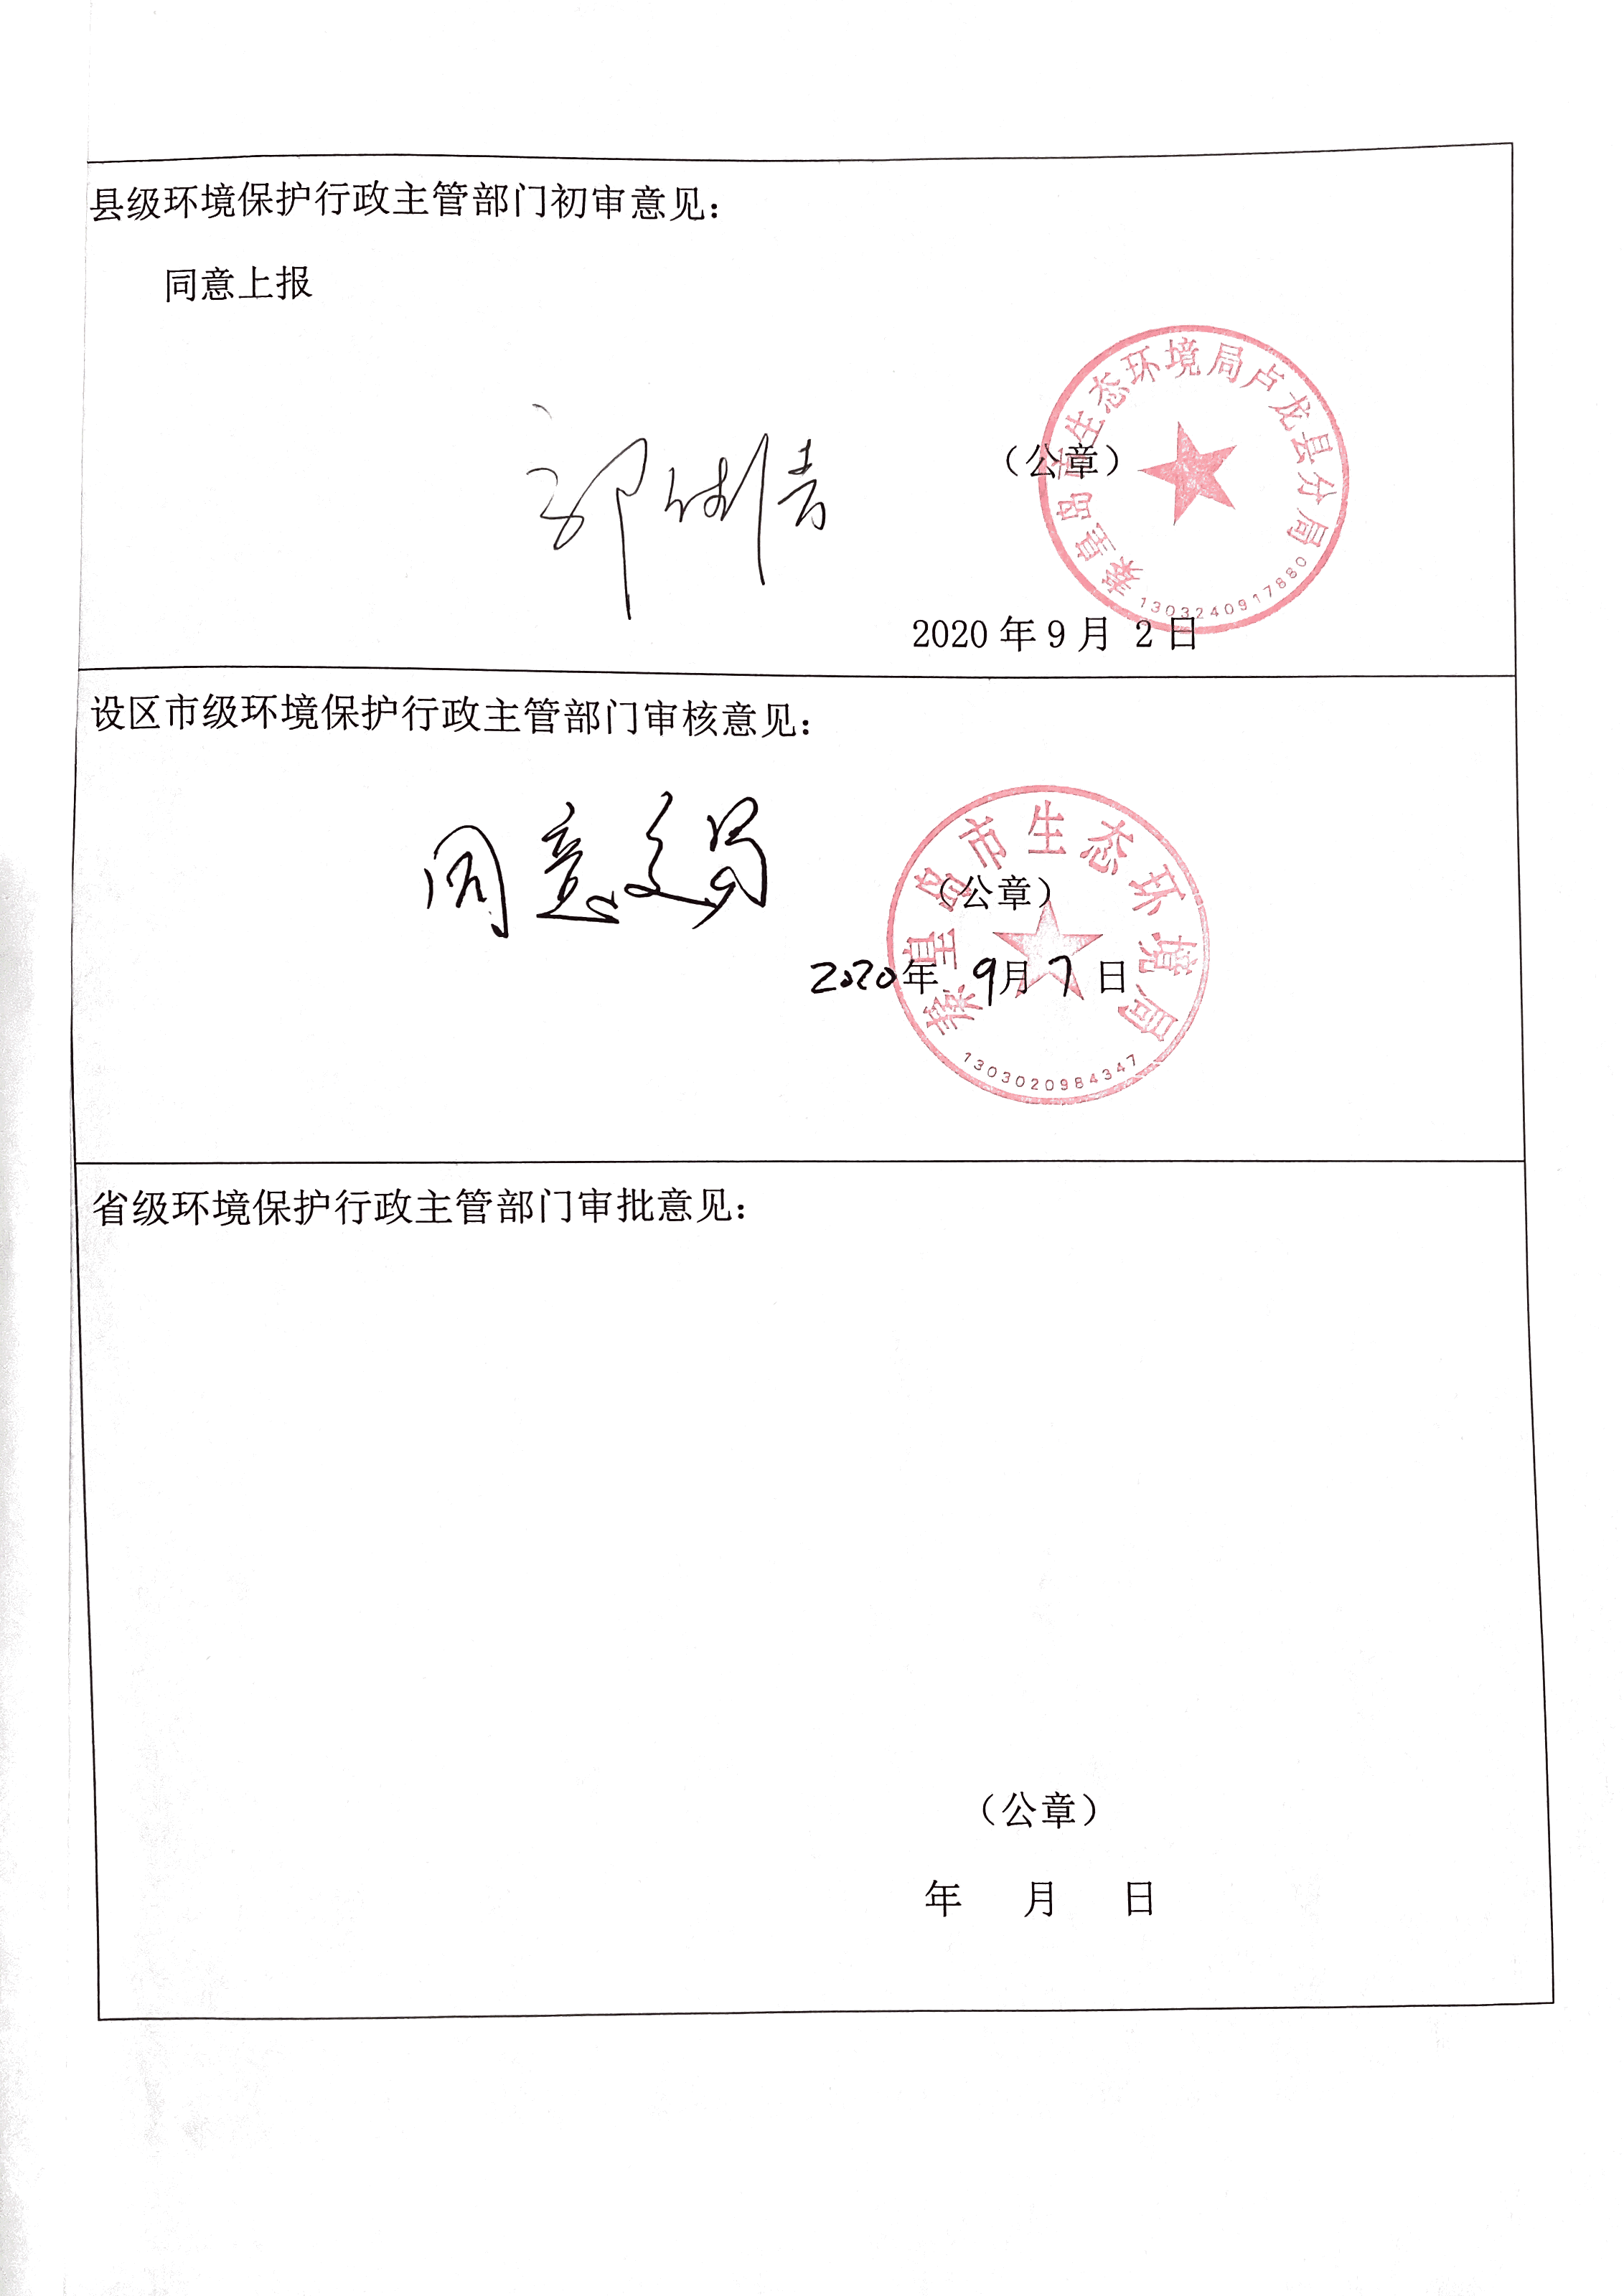 县级环境保护行政主管部门初审意见：
同意上报
（公章）
秦皇岛市生态环境局卢龙县分局
1303240917880
2020年9月 2日
设区市级环境保护行政主管部门审核意见：
同意
（公章）
秦皇岛市生态环境局
2020年 9月 7 日
1303020984347
省级环境保护行政主管部门审批意见：
（公章）
年 月 日